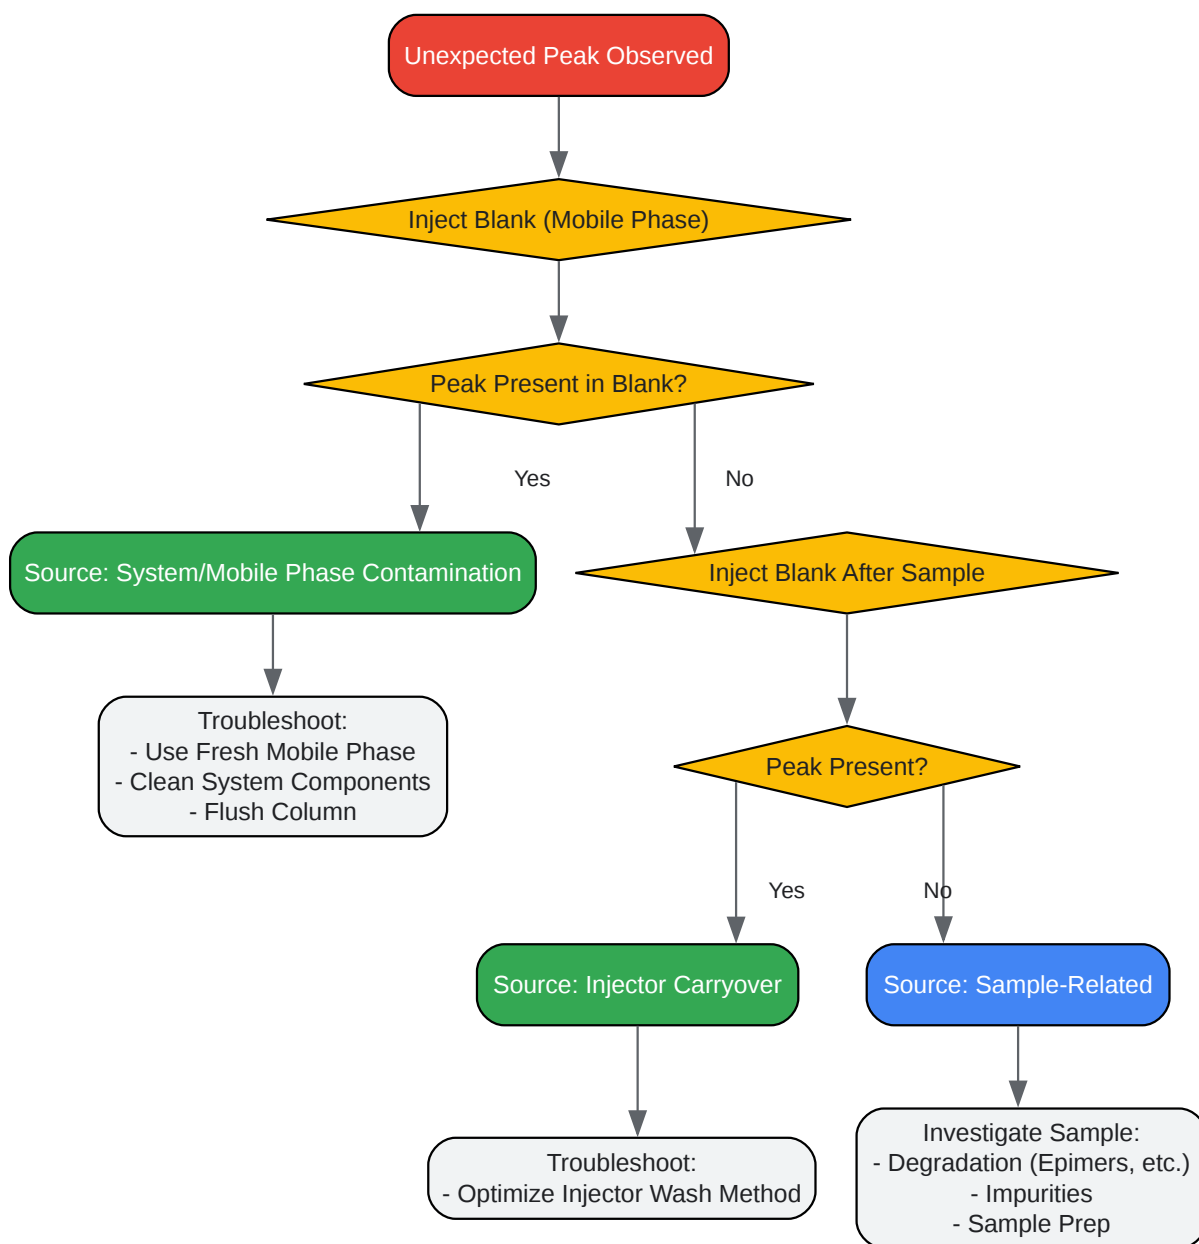 Unexpected Peak Observed
Inject Blank (Mobile Phase)
Peak Present in Blank?
Yes
No
Source: System/Mobile Phase Contamination
Inject Blank After Sample
Troubleshoot:
- Use Fresh Mobile Phase
- Clean System Components
- Flush Column
Peak Present?
Yes
No
Source: Injector Carryover
Source: Sample-Related
Troubleshoot:
- Optimize Injector Wash Method
Investigate Sample:
- Degradation (Epimers, etc.)
- Impurities
- Sample Prep